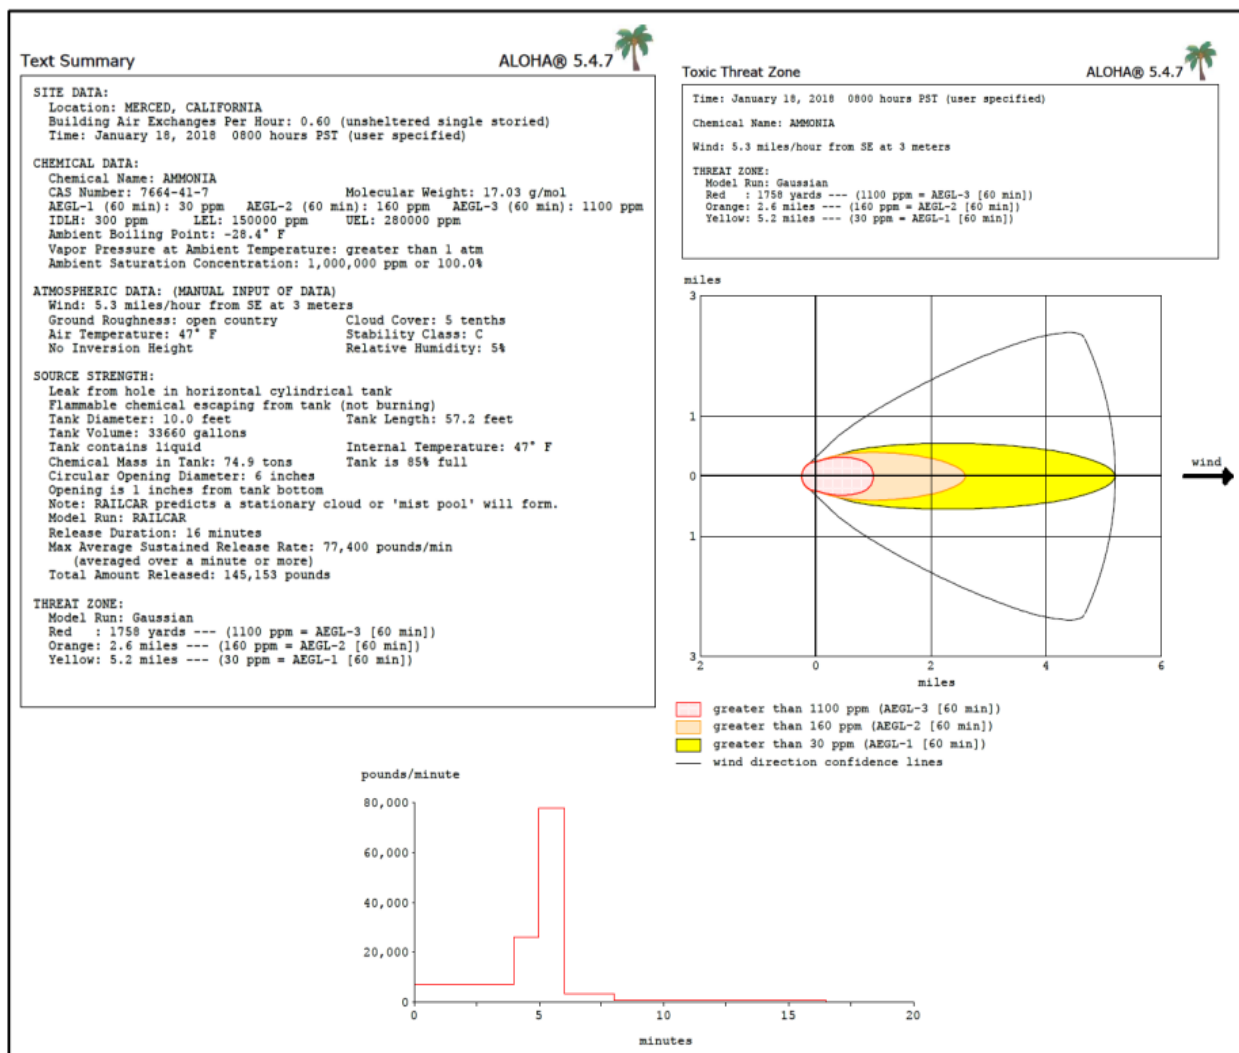 Text Summary ALOHA® 5.4.7
SITE DATA:
Location: MERCED, CALIFORNIA
Building Air Exchanges Per Hour: 0.60 (unsheltered single storied)
Time: January 18, 2018 0800 hours PST (user specified)
CHEMICAL DATA:
Chemical Name: AMMONIA
CAS Number: 7664-41-7 Molecular Weight: 17.03 g/mol
AEGL-1 (60 min): 30 ppm AEGL-2 (60 min): 160 ppm AEGL-3 (60 min): 1100 ppm
IDLH: 300 ppm LEL: 150000 ppm UEL: 280000 ppm
Ambient Boiling Point: -28.4° F
Vapor Pressure at Ambient Temperature: greater than 1 atm
Ambient Saturation Concentration: 1,000,000 ppm or 100.0%
ATMOSPHERIC DATA: (MANUAL INPUT OF DATA)
Wind: 5.3 miles/hour from SE at 3 meters
Ground Roughness: open country Cloud Cover: 5 tenths
Air Temperature: 47° F Stability Class: C
No Inversion Height Relative Humidity: 5%
SOURCE STRENGTH:
Leak from hole in horizontal cylindrical tank
Flammable chemical escaping from tank (not burning)
Tank Diameter: 10.0 feet Tank Length: 57.2 feet
Tank Volume: 33660 gallons
Tank contains liquid Internal Temperature: 47° F
Chemical Mass in Tank: 74.9 tons Tank is 85% full
Circular Opening Diameter: 6 inches
Opening is 1 inches from tank bottom
Note: RAILCAR predicts a stationary cloud or 'mist pool' will form.
Model Run: RAILCAR
Release Duration: 16 minutes
Max Average Sustained Release Rate: 77,400 pounds/min
(averaged over a minute or more)
Total Amount Released: 145,153 pounds
THREAT ZONE:
Model Run: Gaussian
Red : 1758 yards --- (1100 ppm = AEGL-3 [60 min])
Orange: 2.6 miles --- (160 ppm = AEGL-2 [60 min])
Yellow: 5.2 miles --- (30 ppm = AEGL-1 [60 min])
Toxic Threat Zone ALOHA® 5.4.7
Time: January 18, 2018 0800 hours PST (user specified)
Chemical Name: AMMONIA
Wind: 5.3 miles/hour from SE at 3 meters
THREAT ZONE:
Model Run: Gaussian
Red : 1758 yards --- (1100 ppm = AEGL-3 [60 min])
Orange: 2.6 miles --- (160 ppm = AEGL-2 [60 min])
Yellow: 5.2 miles --- (30 ppm = AEGL-1 [60 min])
miles
3
1
0
1
3
wind
2 0 2 4 6
miles
greater than 1100 ppm (AEGL-3 [60 min])
greater than 160 ppm (AEGL-2 [60 min])
greater than 30 ppm (AEGL-1 [60 min])
wind direction confidence lines
pounds/minute
80,000
60,000
40,000
20,000
0
0 5 10 15 20
minutes